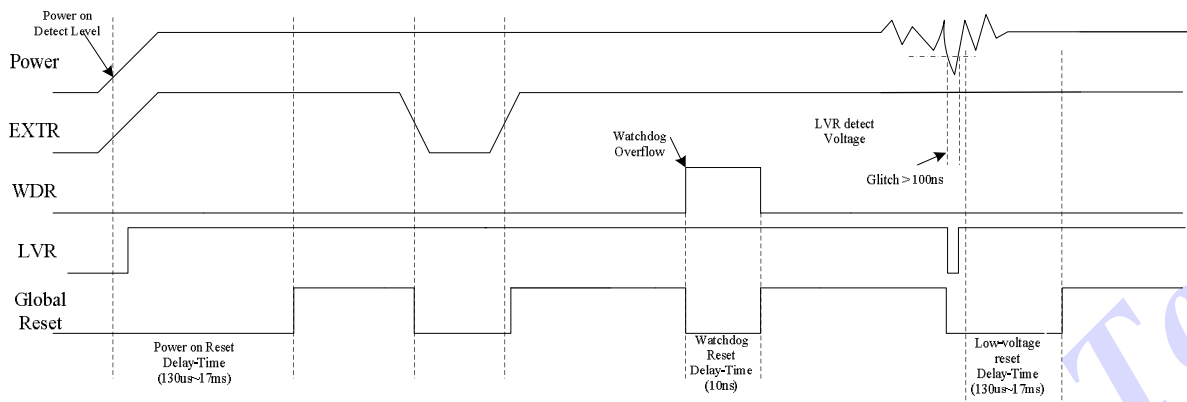 Power on
Detect Level
Power
EXTR
LVR detect
Voltage
Watchdog
Overflow
Glitch>100ns
WDR
LVR
Global
Reset
Power on Reset
Delay-Time
(130us~17ms)
Watchdog
Reset
Delay-Time
(10ns)
Low-voltage
reset
Delay-Time
(130us~17ms)